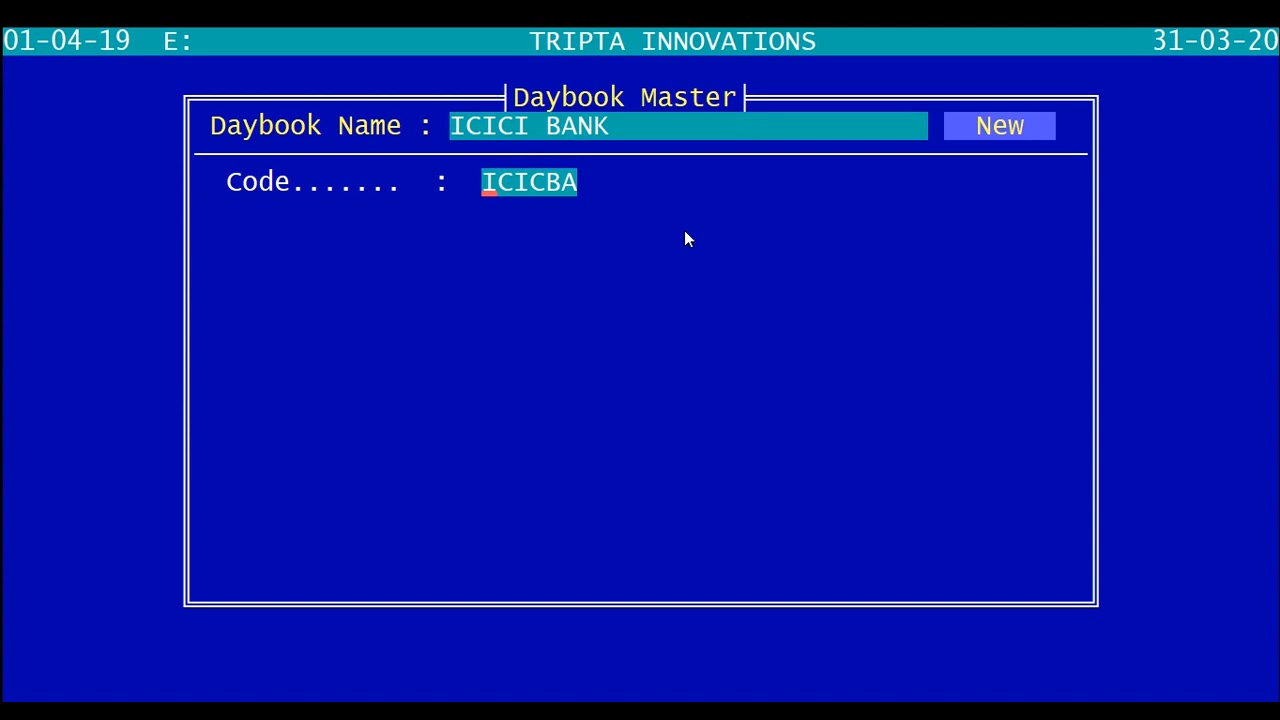 01-04-19 E: TRIPTA INNOVATIONS 31-03-20
Daybook Master
Daybook Name : ICICI BANK New
Code....... : ICICBA